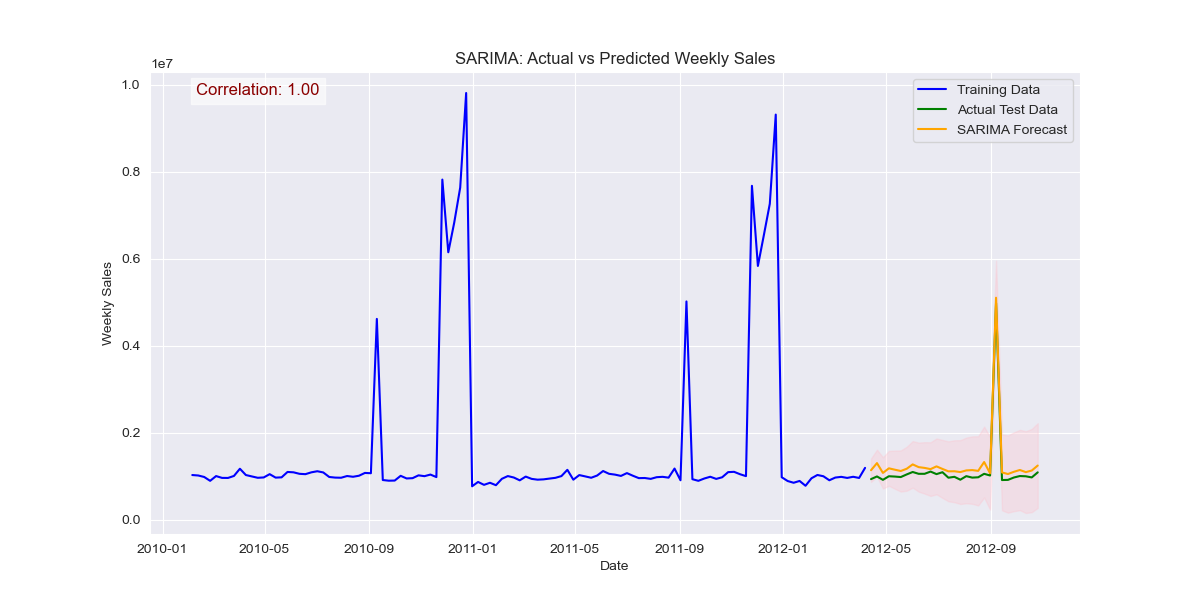 SARIMA: Actual vs Predicted Weekly Sales
1e7
Correlation: 1.00
Training Data
Actual Test Data
SARIMA Forecast
1.0
0.8
0.6
0.4
0.2
0.0
Weekly Sales
2010-01 2010-05 2010-09 2011-01 2011-05 2011-09 2012-01 2012-05 2012-09
Date